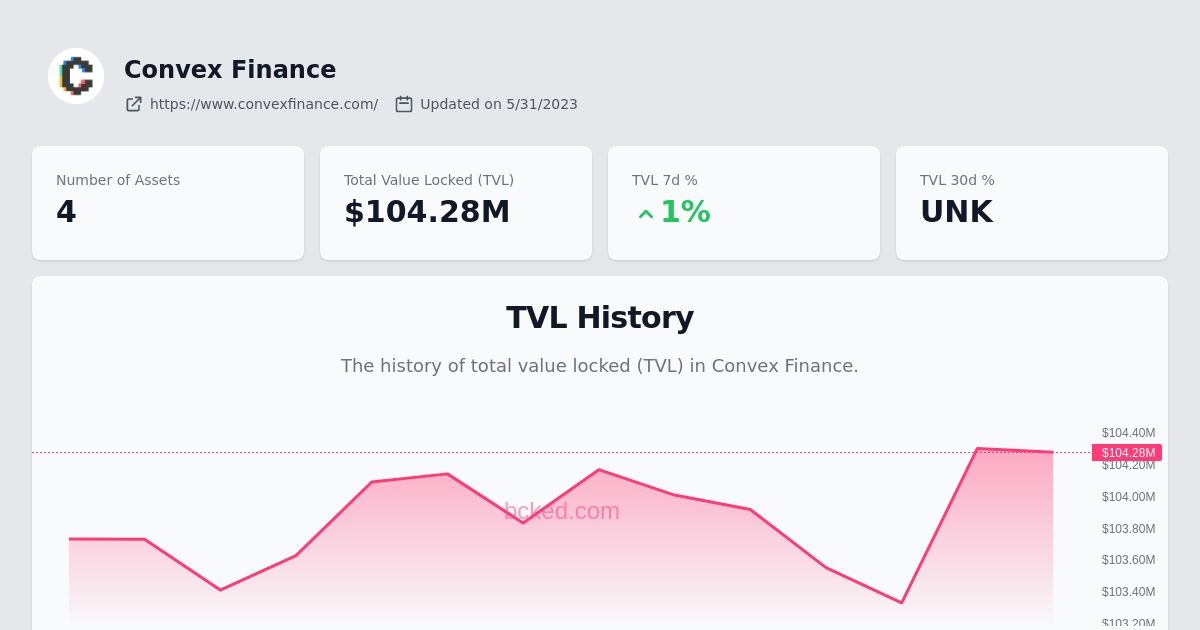 Convex Finance
https://www.convexfinance.com/ Updated on 5/31/2023
Number of Assets
4
Total Value Locked (TVL)
$104.28M
TVL 7d %
1%
TVL 30d %
UNK
TVL History
The history of total value locked (TVL) in Convex Finance.
bcked.com
$104.40M
$104.28M
$104.20M
$104.00M
$103.80M
$103.60M
$103.40M
$103.20M